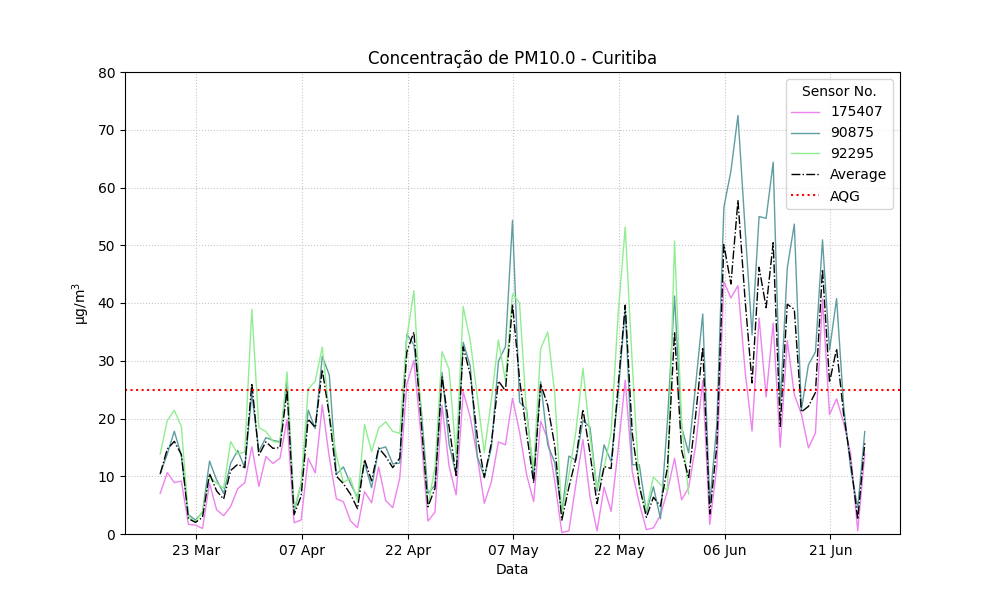 Concentração de PM10.0 - Curitiba
Sensor No.
175407
90875
92295
Average
AQG
µg/m³
80
70
60
50
40
30
20
10
0
23 Mar
07 Apr
22 Apr
07 May
22 May
06 Jun
21 Jun
Data